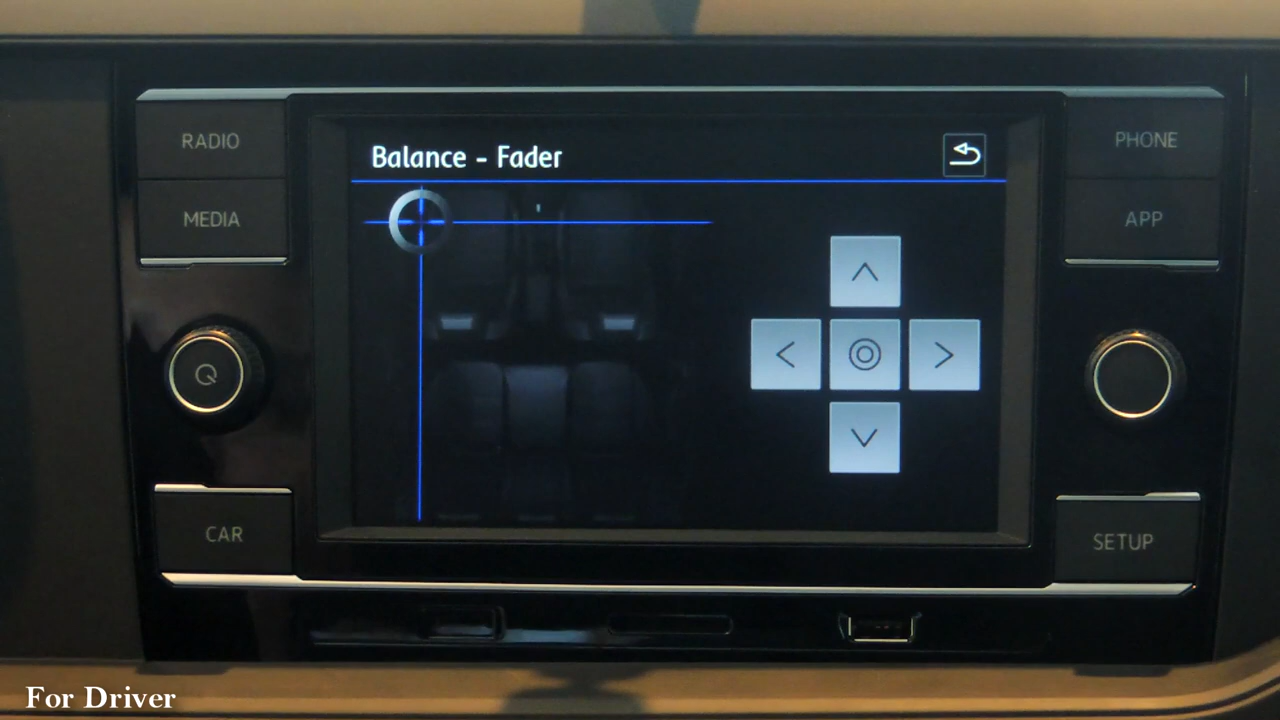 RADIO
MEDIA
CAR
Balance - Fader
PHONE
APP
SETUP
For Driver